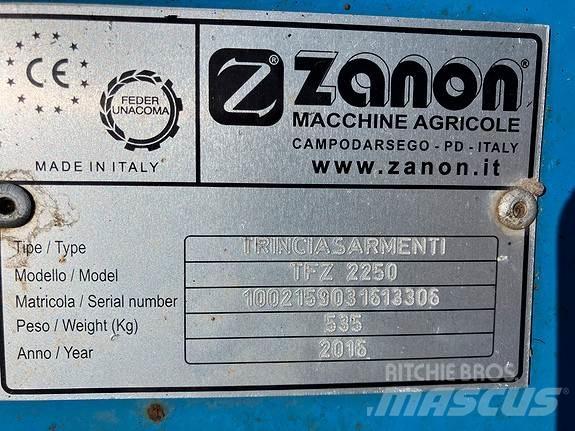 CE
FEDER
UNACOMA
MADE IN ITALY
Z®
zanon®
MACCHINE AGRICOLE
CAMPODARSEGO - PD - ITALY
www.zanon.it
Tipe / Type TRINCIASARMENTI
Modello / Model TFZ 2250
Matricola / Serial number 1002159031613306
Peso / Weight (Kg) 535
Anno / Year 2016
RITCHIE BROS
MASCUS